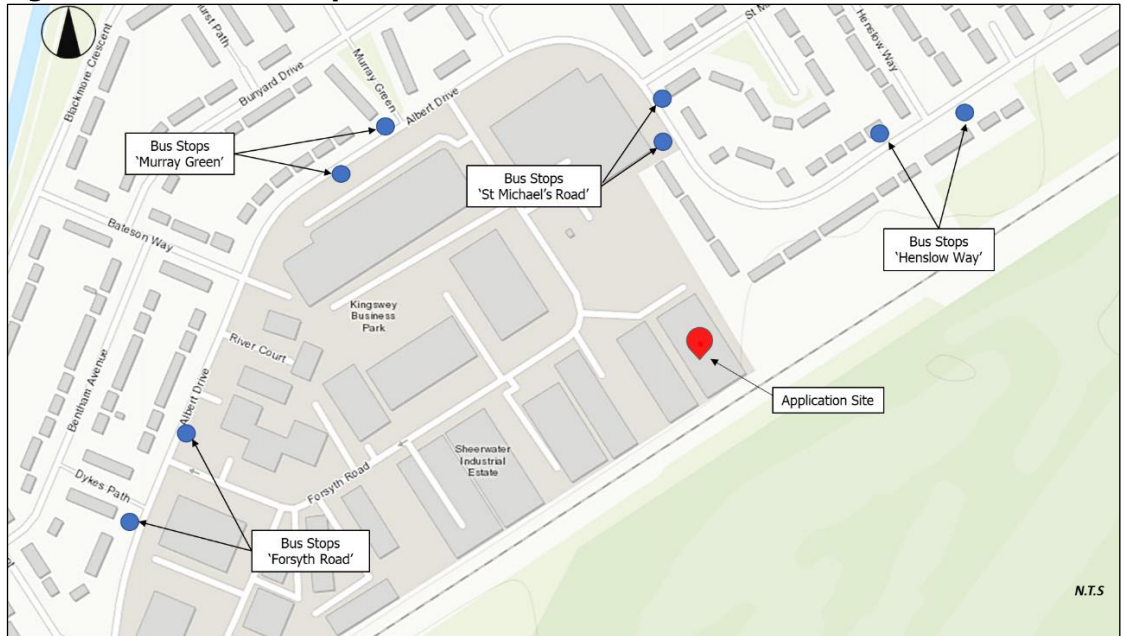 Blackmore Crescent
Bunyard Drive
Murray Green
Albert Drive
St M
Henslow Way
Bus Stops
‘Murray Green’
Bus Stops
‘St Michael’s Road’
Bus Stops
‘Henslow Way’
Bateson Way
Kingswey
Business
Park
River Court
Bentham Avenue
Albert Drive
Application Site
Sheerwater
Industrial
Estate
Forsyth Road
Dykes Path
Bus Stops
‘Forsyth Road’
N.T.S